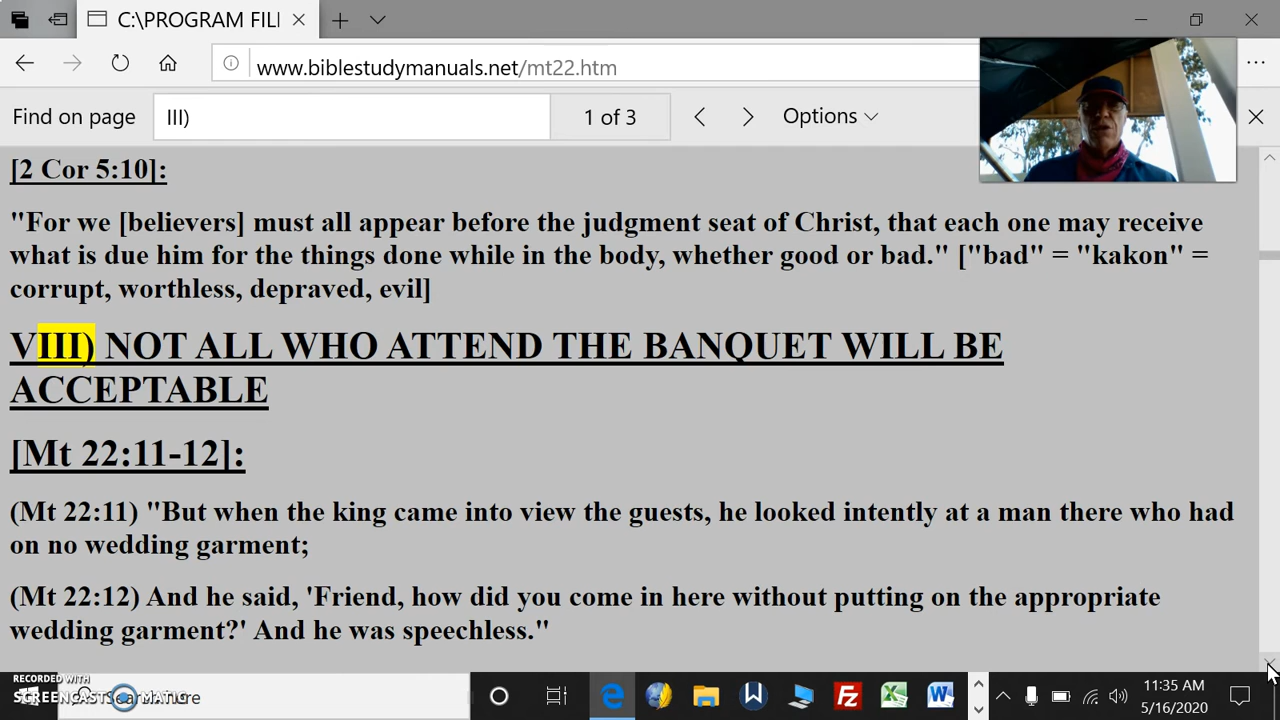 C:\PROGRAM FIL
www.biblestudymanuals.net/mt22.htm
Find on page
III)
1 of 3
Options
[2 Cor 5:10]:
"For we [believers] must all appear before the judgment seat of Christ, that each one may receive
what is due him for the things done while in the body, whether good or bad." ["bad" = "kakon" =
corrupt, worthless, depraved, evil]
VIII) NOT ALL WHO ATTEND THE BANQUET WILL BE
ACCEPTABLE
[Mt 22:11-12]:
(Mt 22:11) "But when the king came into view the guests, he looked intently at a man there who had
on no wedding garment;
(Mt 22:12) And he said, 'Friend, how did you come in here without putting on the appropriate
wedding garment?' And he was speechless."
RECORDED WITH
SCREENCAST-O-MATIC
here
11:35 AM
5/16/2020